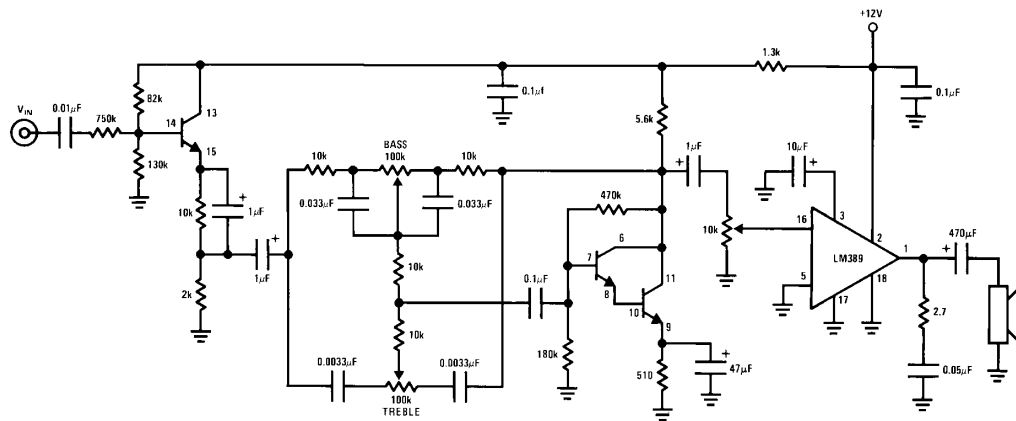 +12V
1.3k
0.1µf
0.1µF
VIN
0.01µF
750k
82k
14
13
15
130k
10k
1µF
2k
1µF
10k
BASS
100k
10k
0.033µF
0.033µF
10k
10k
0.0033µF
0.0033µF
100k
TREBLE
0.1µF
180k
470k
5.6k
6
7
8
10
11
9
510
47µF
1µF
10k
10µF
16
3
5
LM389
2
1
17
18
470µF
2.7
0.05µF
+
+
+
+
+
+